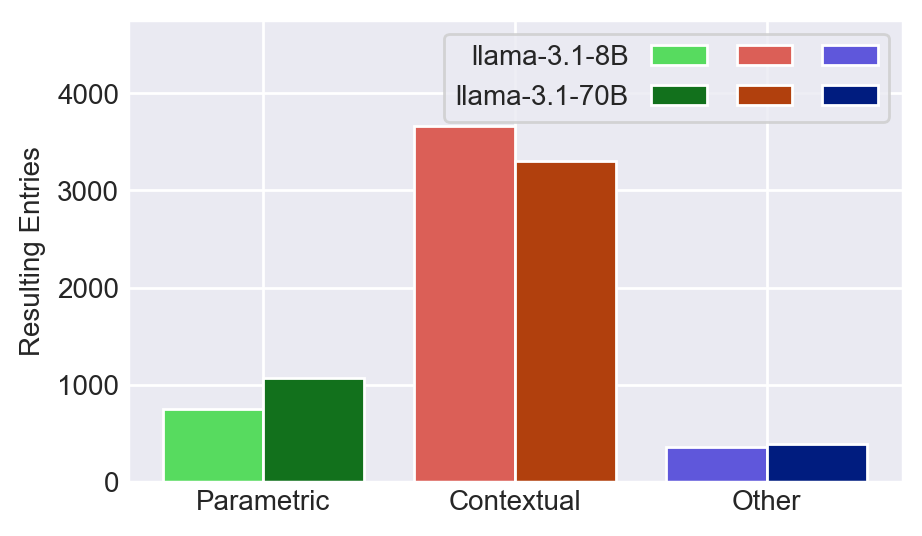 llama-3.1-8B
llama-3.1-70B
Resulting Entries
4000
3000
2000
1000
0
Parametric Contextual Other